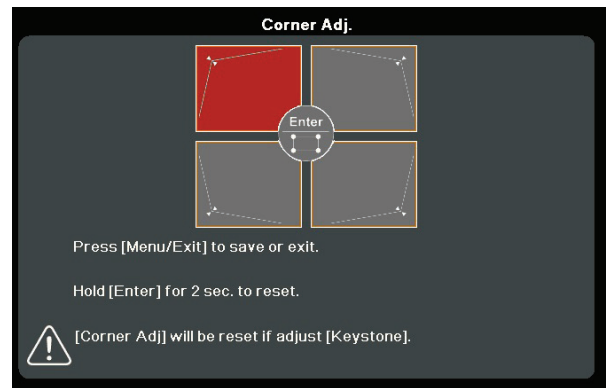 Corner Adj.
Enter
Press [Menu/Exit] to save or exit.
Hold [Enter] for 2 sec. to reset.
[Corner Adj] will be reset if adjust [Keystone].